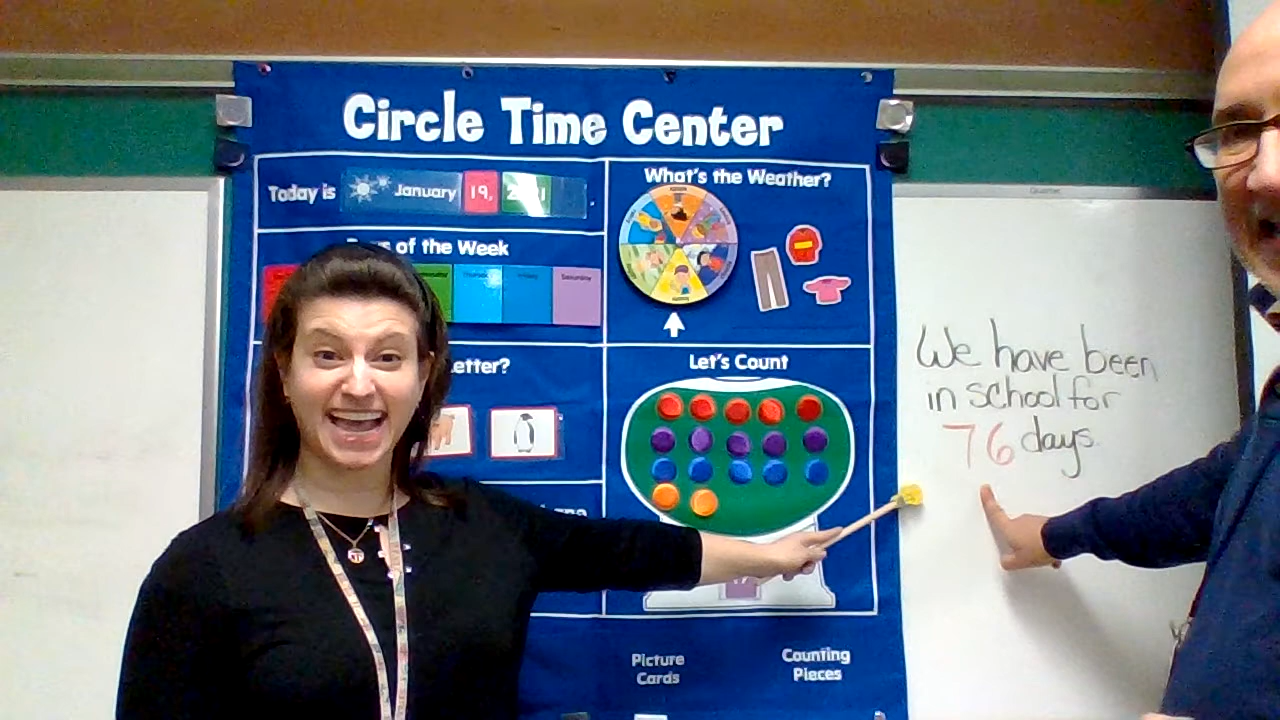 Circle Time Center
Today is
January 19,
What's the Weather?
of the Week
Saturday
Let's Count
We have been
in school for
76 days.
Picture
Cards
Counting
Pieces